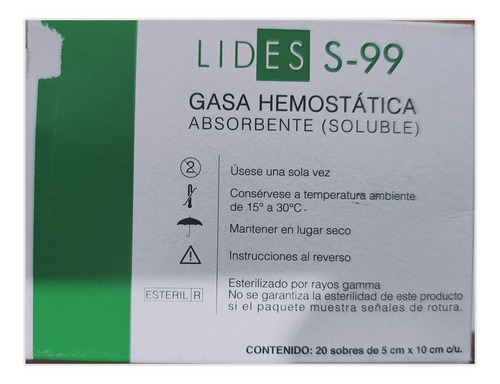 LIDES S-99
GASA HEMOSTÁTICA
ABSORBENTE (SOLUBLE)
2
Úsese una sola vez
Consérvese a temperatura ambiente
de 15° a 30°C.
Mantener en lugar seco
Instrucciones al reverso
ESTERIL R
Esterilizado por rayos gamma
No se garantiza la esterilidad de este producto
si el paquete muestra señales de rotura.
CONTENIDO: 20 sobres de 5 cm x 10 cm c/u.